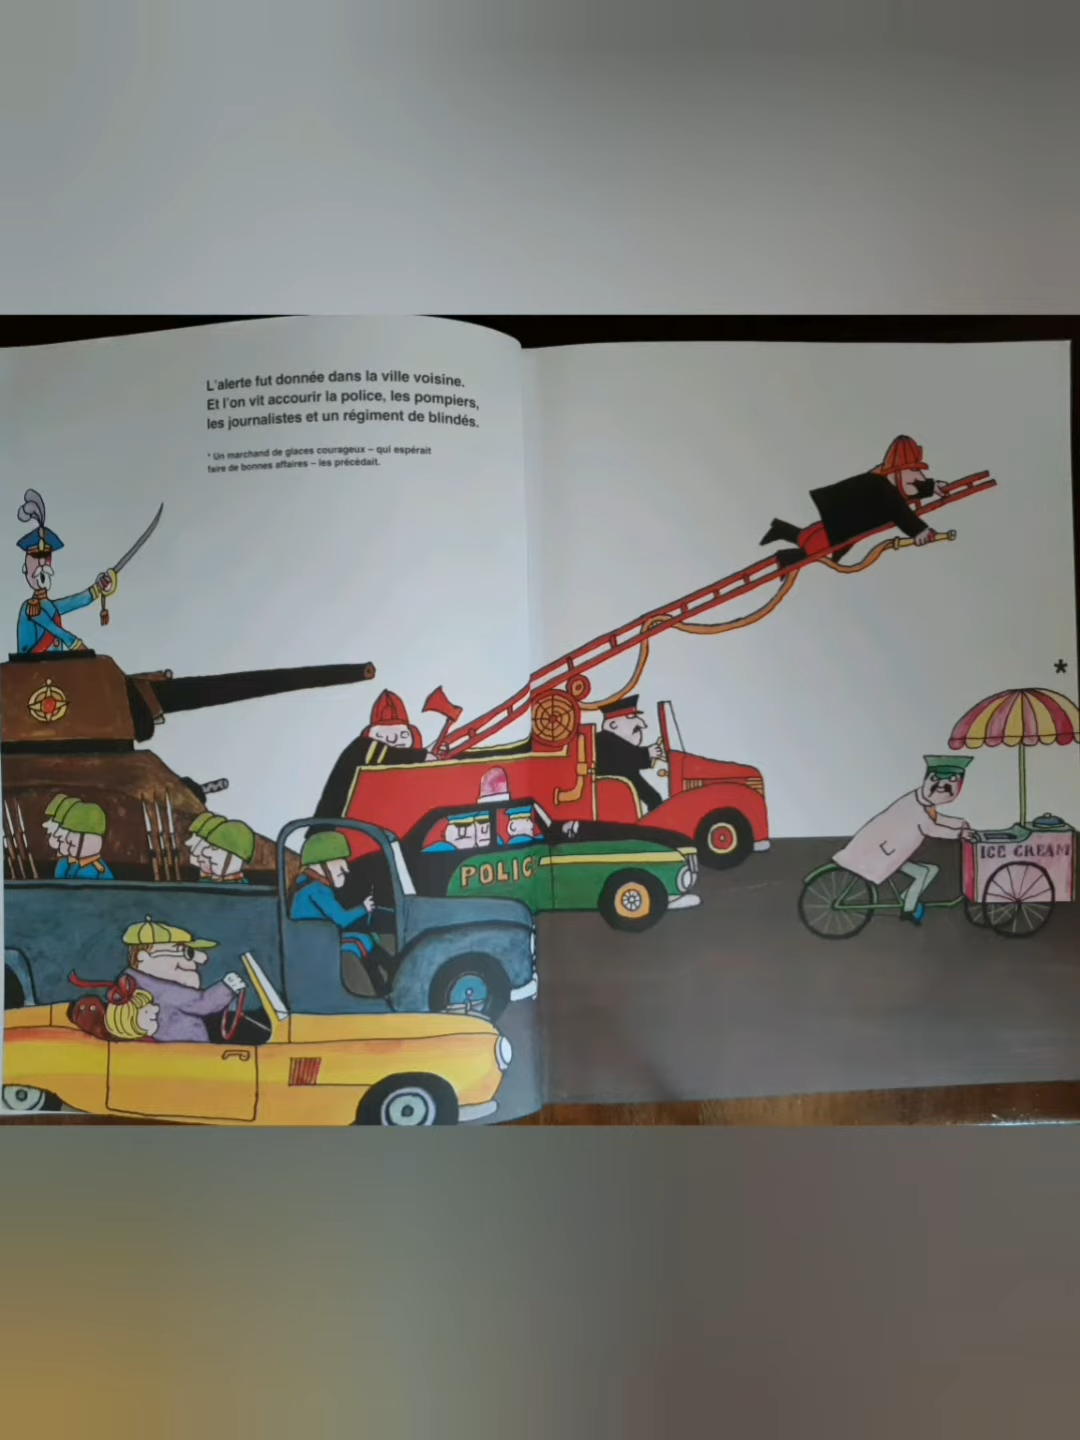 L'alerte fut donnée dans la ville voisine.
Et l'on vit accourir la police, les pompiers,
les journalistes et un régiment de blindés.
* Un marchand de glaces courageux – qui espérait
faire de bonnes affaires – les précédait.
*
POLIC
ICE CREAM